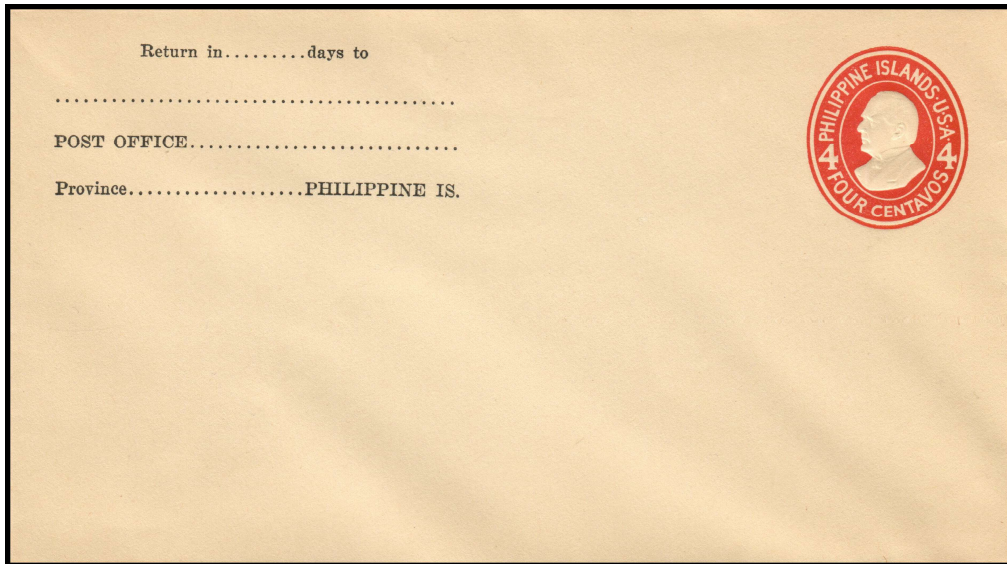 Return in.........days to
...........................................
POST OFFICE.............................
Province...................PHILIPPINE IS.
PHILIPPINE ISLANDS·U·S·A·
4 4
FOUR CENTAVOS